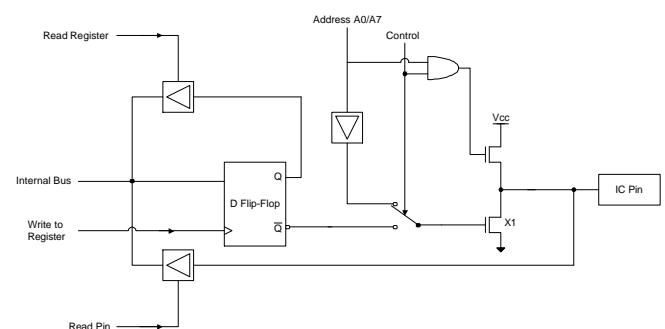 Address A0/A7
Read Register
Control
Vcc
Internal Bus
Q
D Flip-Flop
IC Pin
X1
Write to
Register
Q
Read Pin